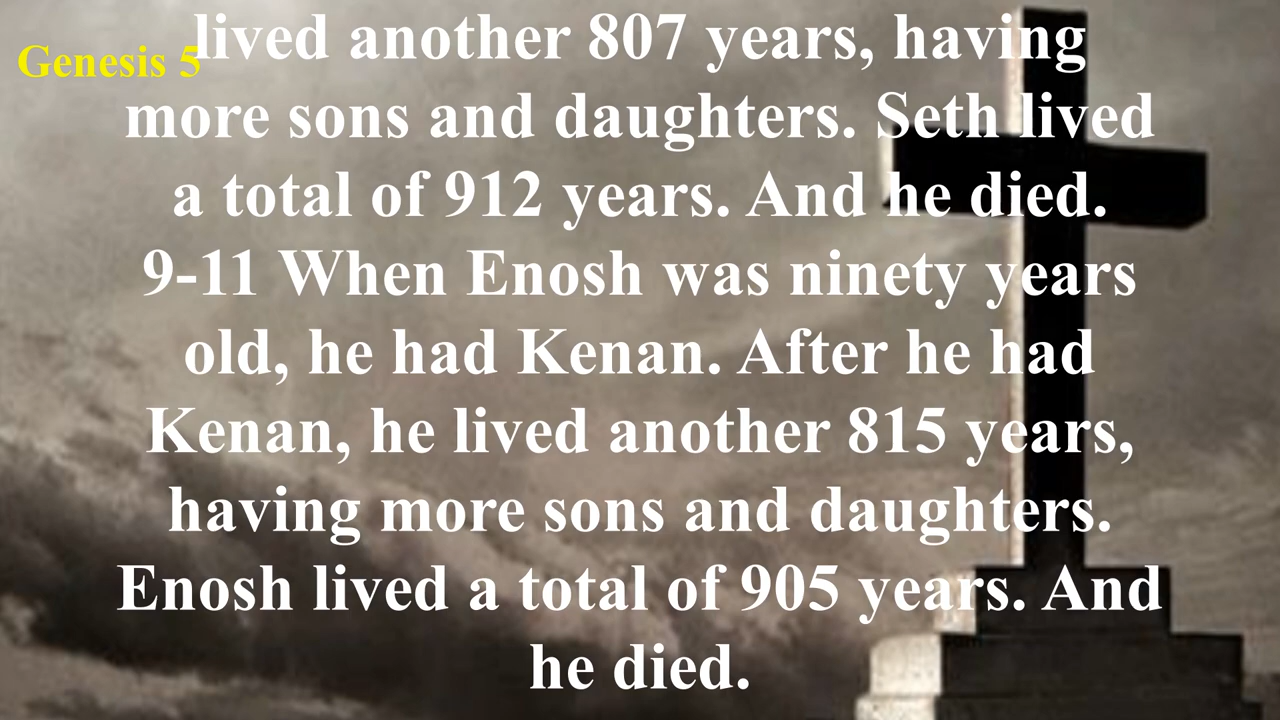 Genesis 5
lived another 807 years, having
more sons and daughters. Seth lived
a total of 912 years. And he died.
9-11 When Enosh was ninety years
old, he had Kenan. After he had
Kenan, he lived another 815 years,
having more sons and daughters.
Enosh lived a total of 905 years. And
he died.